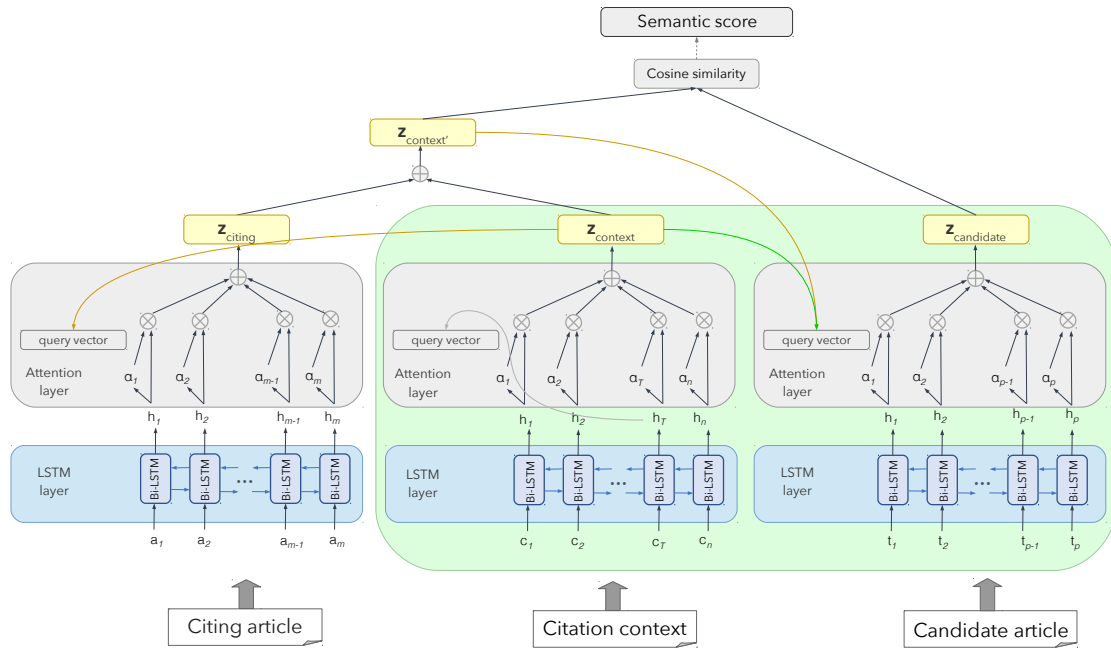 Semantic score
Cosine similarity
z context'
z citing
z context
z candidate
query vector
Attention layer
α1 α2 αm-1 αm
h1 h2 hm-1 hm
LSTM layer
Bi-LSTM Bi-LSTM ... Bi-LSTM Bi-LSTM
a1 a2 am-1 am
Citing article
query vector
Attention layer
α1 α2 αT αn
h1 h2 hT hn
LSTM layer
Bi-LSTM Bi-LSTM ... Bi-LSTM Bi-LSTM
c1 c2 cT cn
Citation context
query vector
Attention layer
α1 α2 αp-1 αp
h1 h2 hp-1 hp
LSTM layer
Bi-LSTM Bi-LSTM ... Bi-LSTM Bi-LSTM
t1 t2 tp-1 tp
Candidate article